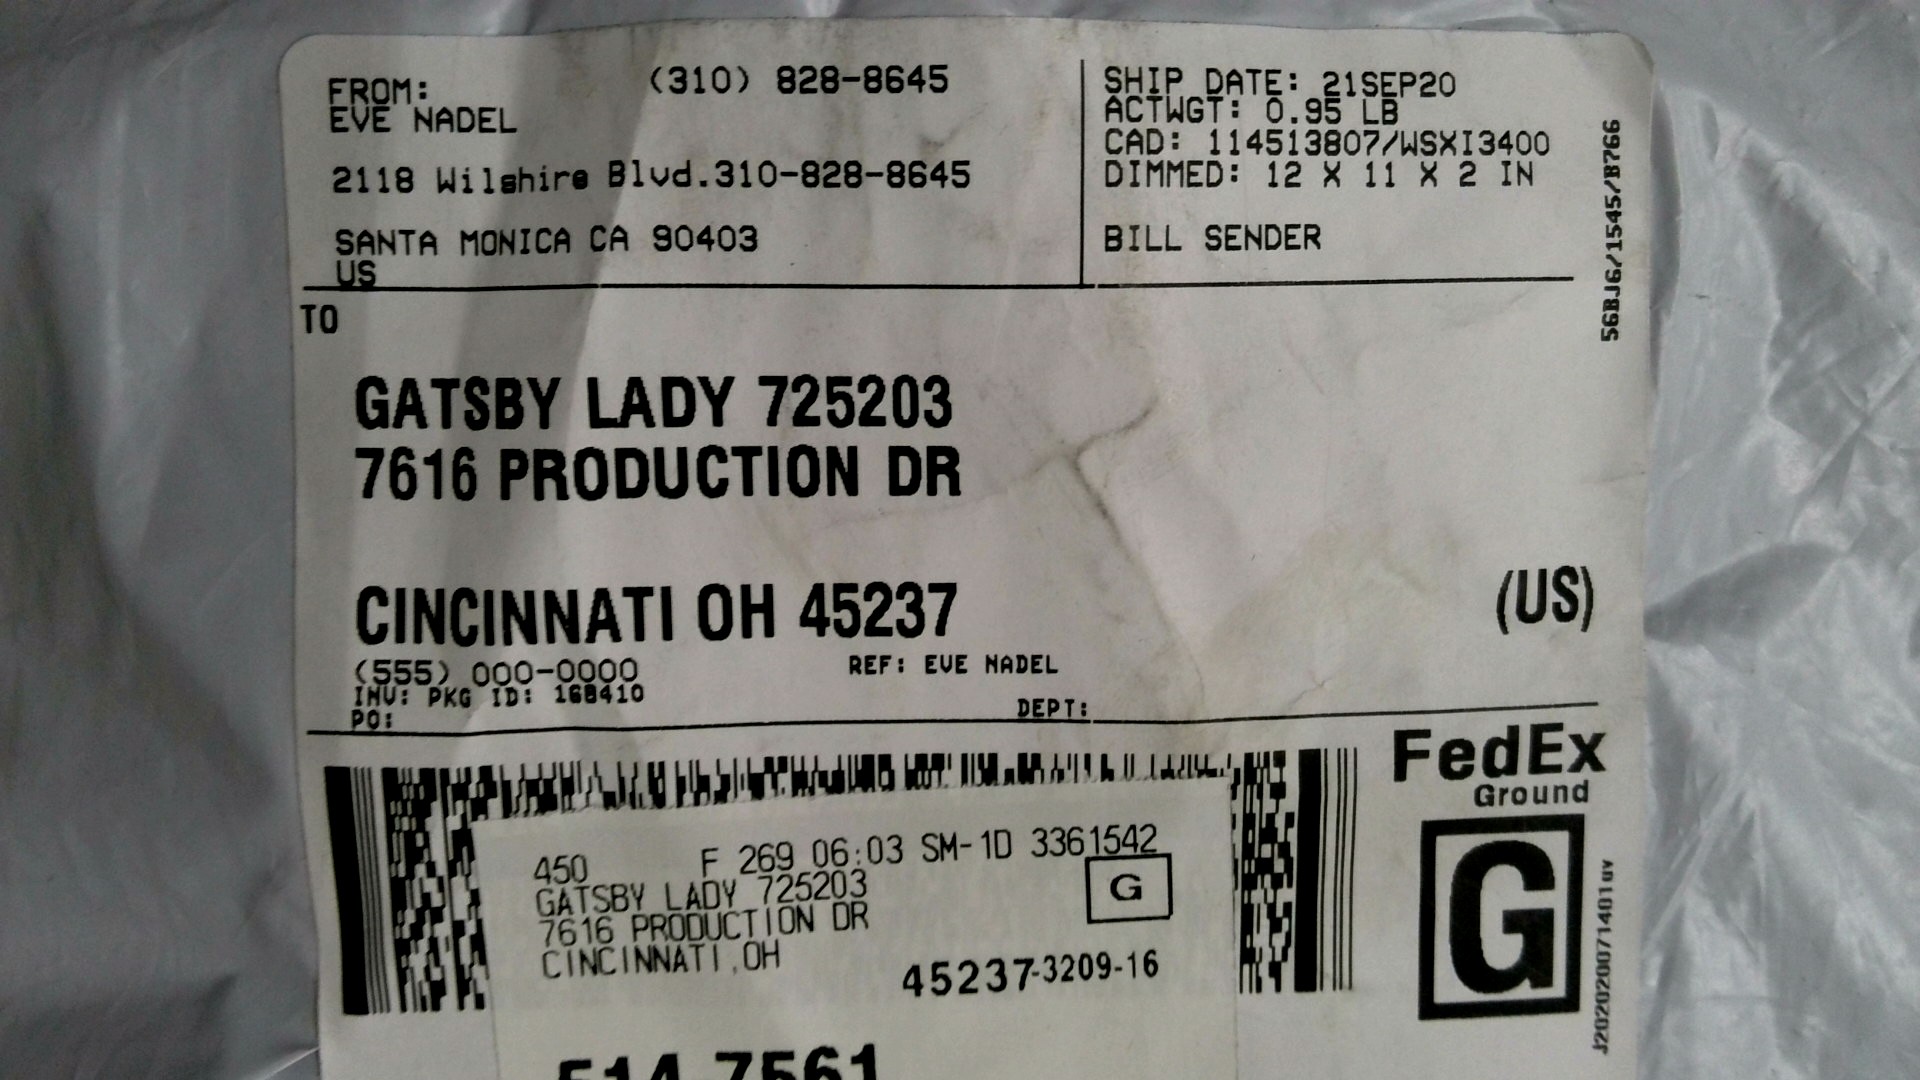 FROM:
(310) 828-8645
EVE NADEL
2118 Wilshire Blvd.310-828-8645
SANTA MONICA CA 90403
US
SHIP DATE: 21SEP20
ACTWGT: 0.95 LB
CAD: 114513807/WSXI3400
DIMMED: 12 X 11 X 2 IN
BILL SENDER
56BJ6/1545/B766
TO
GATSBY LADY 725203
7616 PRODUCTION DR
CINCINNATI OH 45237
(US)
(555) 000-0000
REF: EVE NADEL
INV: PKG ID: 168410
PO:
DEPT:
FedEx
Ground
G
J202020071401uv
450 F 269 06:03 SM-1D 3361542
GATSBY LADY 725203
G
7616 PRODUCTION DR
CINCINNATI,OH
45237-3209-16
514 7561